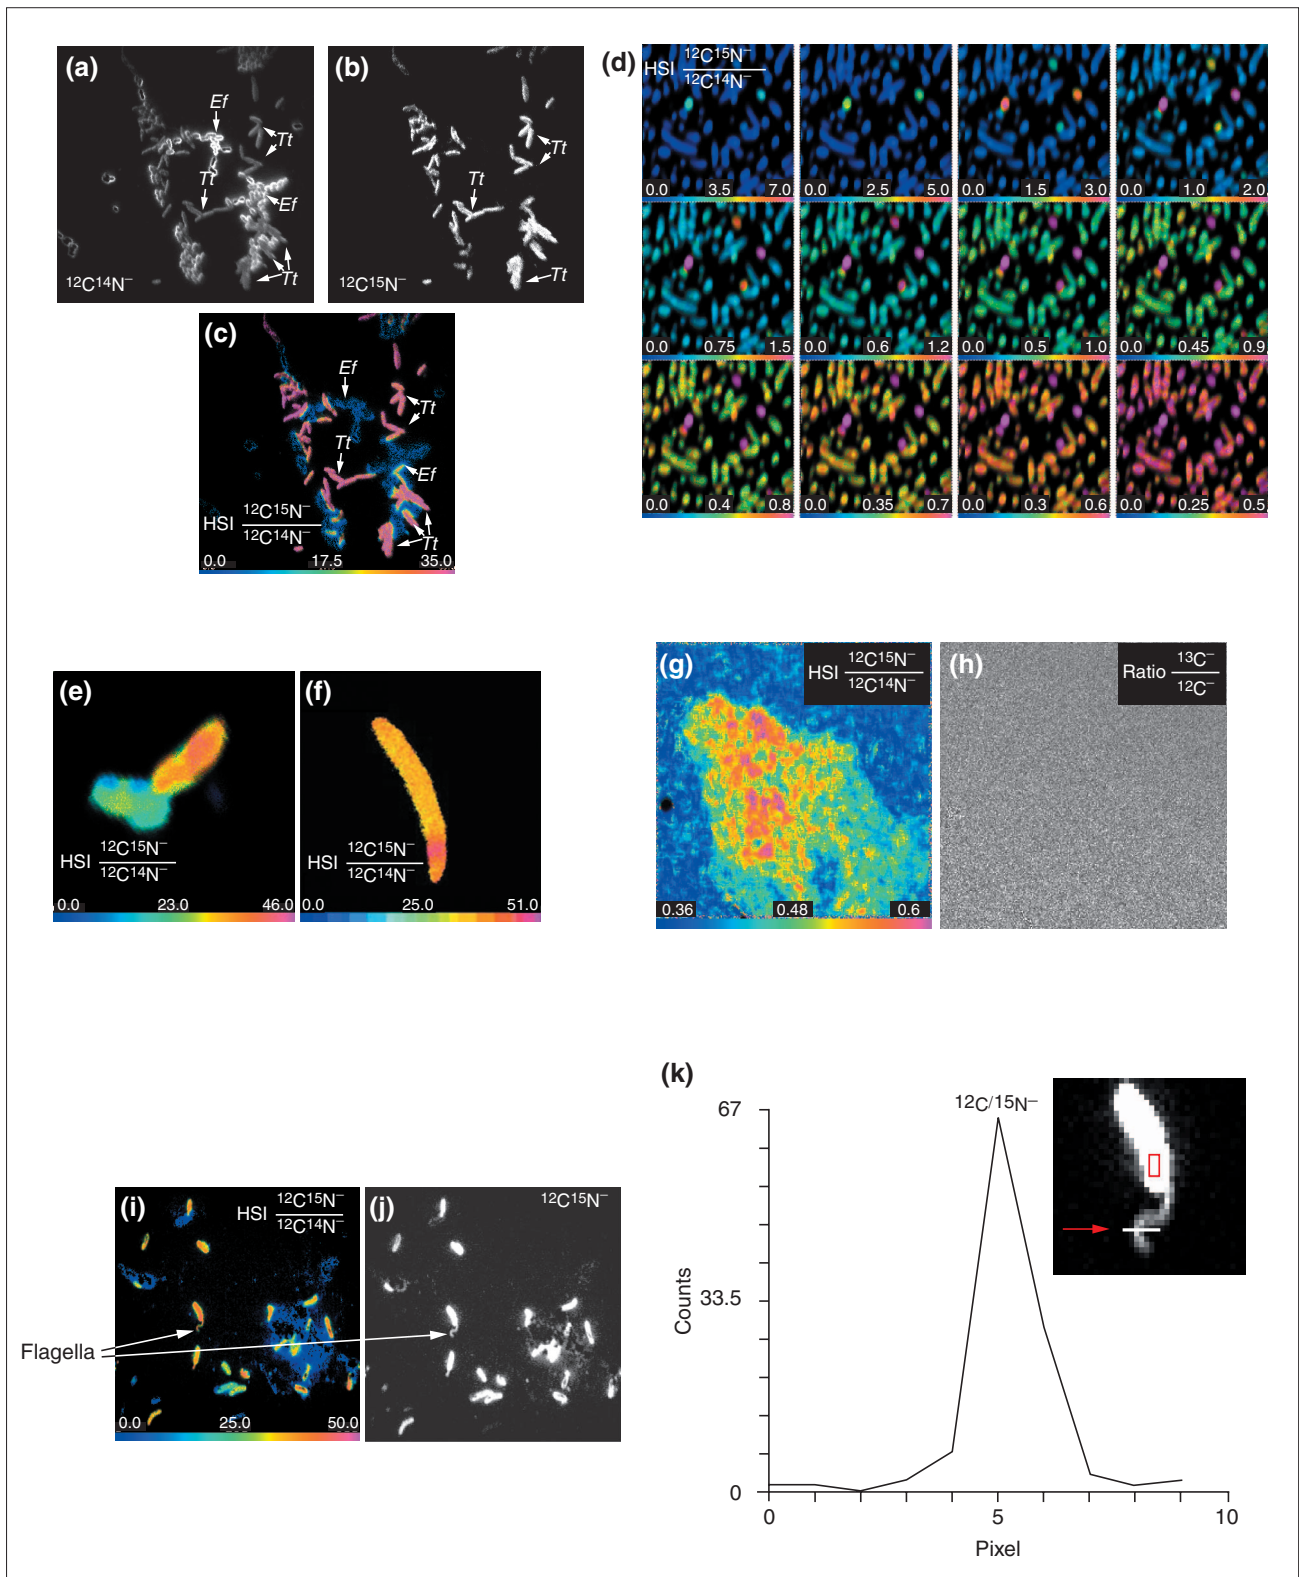 (a)
Ef
Tt
Tt
Ef
Tt
¹²C¹⁴N⁻
(b)
Tt
Tt
Tt
¹²C¹⁵N⁻
(c)
Ef
Tt
Tt
Ef
Tt
HSI ¹²C¹⁵N⁻
¹²C¹⁴N⁻
0.0 17.5 35.0
(d)
HSI ¹²C¹⁵N⁻
¹²C¹⁴N⁻
0.0 3.5 7.0 0.0 2.5 5.0 0.0 1.5 3.0 0.0 1.0 2.0
0.0 0.75 1.5 0.0 0.6 1.2 0.0 0.5 1.0 0.0 0.45 0.9
0.0 0.4 0.8 0.0 0.35 0.7 0.0 0.3 0.6 0.0 0.25 0.5
(e)
HSI ¹²C¹⁵N⁻
¹²C¹⁴N⁻
0.0 23.0 46.0
(f)
HSI ¹²C¹⁵N⁻
¹²C¹⁴N⁻
0.0 25.0 51.0
(g)
HSI ¹²C¹⁵N⁻
¹²C¹⁴N⁻
0.36 0.48 0.6
(h)
Ratio ¹³C⁻
¹²C⁻
(i)
HSI ¹²C¹⁵N⁻
¹²C¹⁴N⁻
Flagella
0.0 25.0 50.0
(j)
¹²C¹⁵N⁻
(k)
¹²C/¹⁵N⁻
67
33.5
0
Counts
0 5 10
Pixel